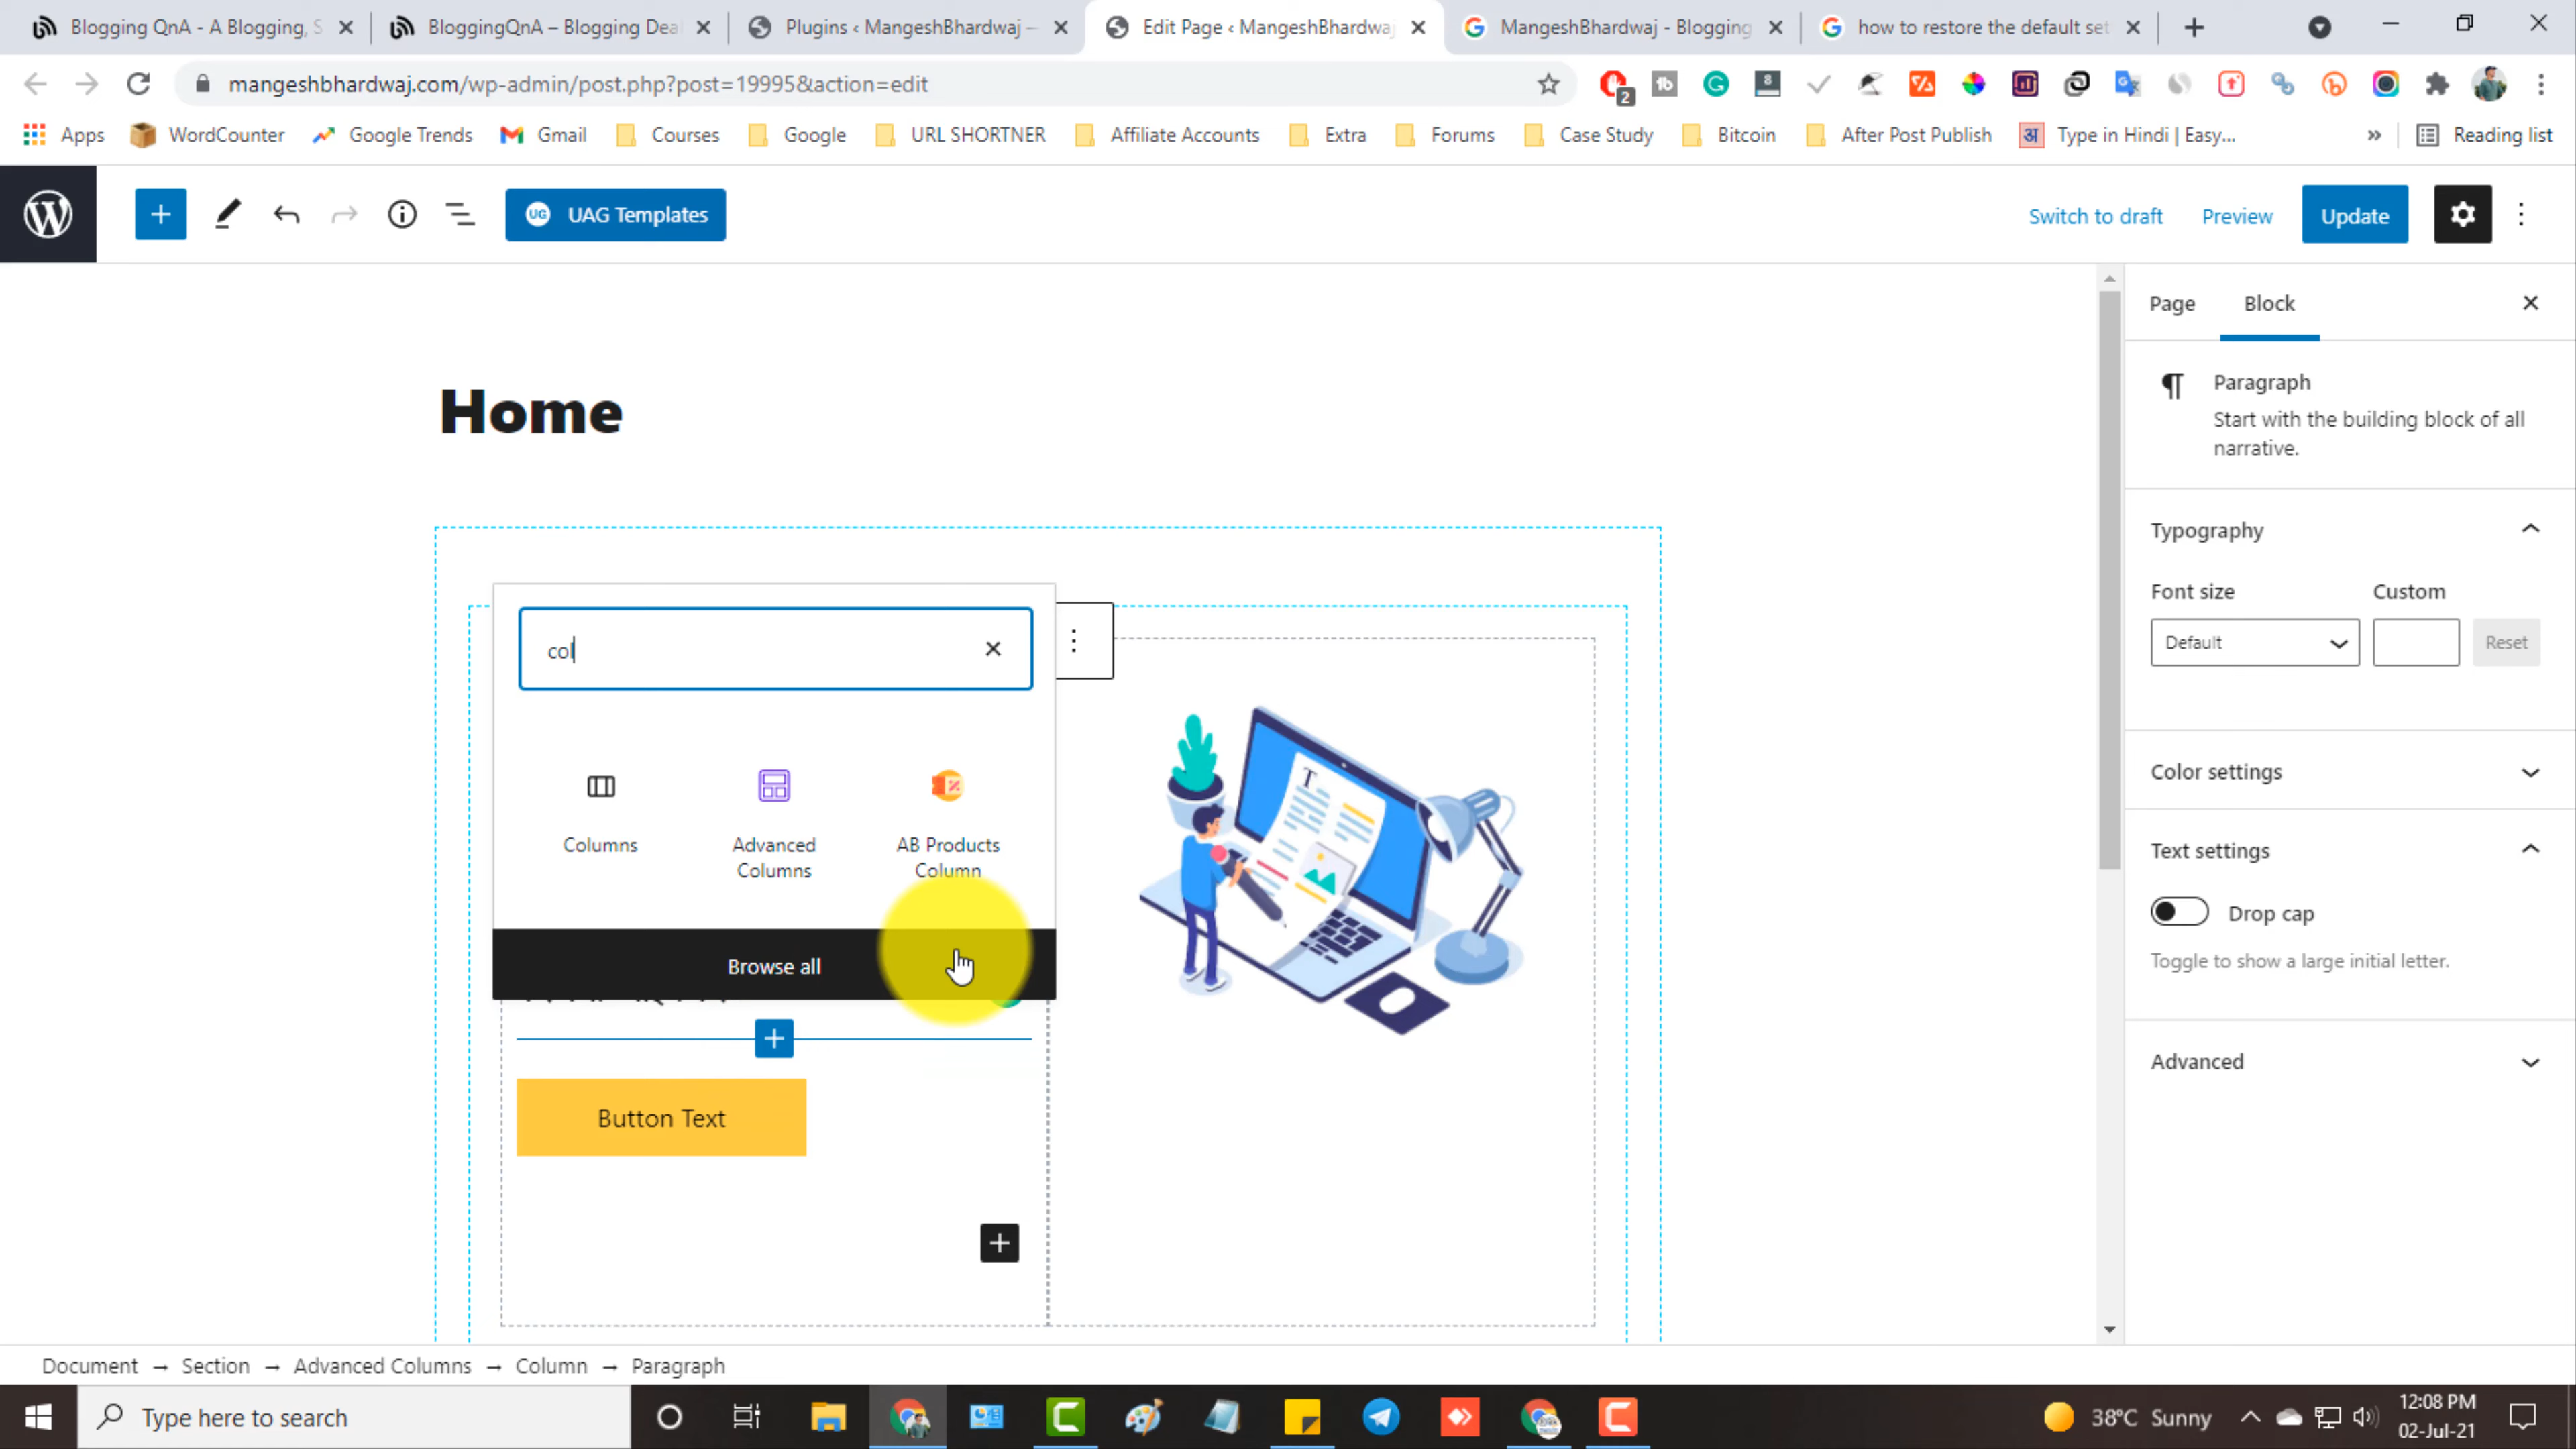 Blogging QnA - A Blogging, S
BloggingQnA – Blogging Deal
Plugins ‹ MangeshBhardwaj —
Edit Page ‹ MangeshBhardwaj
MangeshBhardwaj - Blogging
how to restore the default set
mangeshbhardwaj.com/wp-admin/post.php?post=19995&action=edit
2
Apps
WordCounter
Google Trends
Gmail
Courses
Google
URL SHORTNER
Affiliate Accounts
Extra
Forums
Case Study
Bitcoin
After Post Publish
अ
Type in Hindi | Easy...
Reading list
UG
UAG Templates
Switch to draft
Preview
Update
Home
col
Columns
Advanced
Columns
AB Products
Column
Browse all
Button Text
T
Page
Block
Paragraph
Start with the building block of all
narrative.
Typography
Font size
Custom
Default
Reset
Color settings
Text settings
Drop cap
Toggle to show a large initial letter.
Advanced
Document → Section → Advanced Columns → Column → Paragraph
Type here to search
38°C Sunny
12:08 PM
02-Jul-21